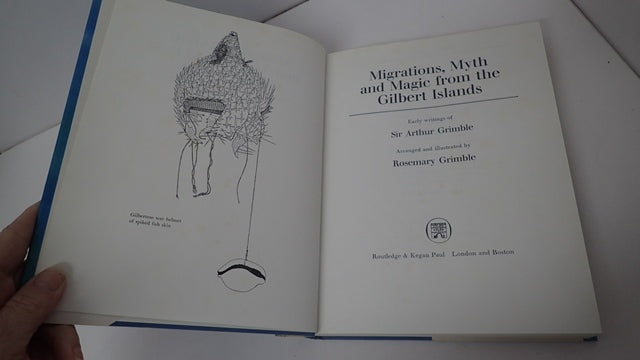 Gilbertese war helmet
of spiked fish skin
Migrations, Myth
and Magic from the
Gilbert Islands
Early writings of
Sir Arthur Grimble
Arranged and illustrated by
Rosemary Grimble
Routledge & Kegan Paul London and Boston